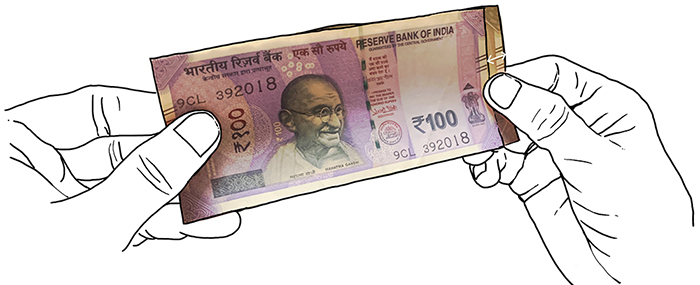 भारतीय रिज़र्व बैंक
एक सौ रुपये
RESERVE BANK OF INDIA
GUARANTEED BY THE CENTRAL GOVERNMENT
9CL 392018
₹100
₹100
₹100
9CL 392018
MAHATMA GANDHI